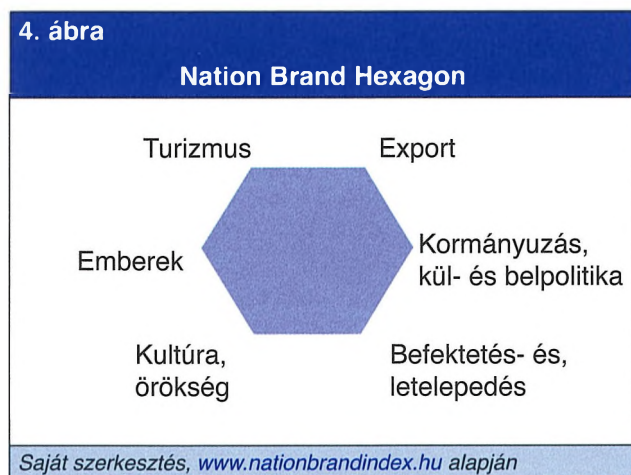 4. ábra
Nation Brand Hexagon
Turizmus
Export
Emberek
Kormányuzás,
kül- és belpolitika
Kultúra,
örökség
Befektetés- és,
letelepedés
Saját szerkesztés, www.nationbrandindex.hu alapján